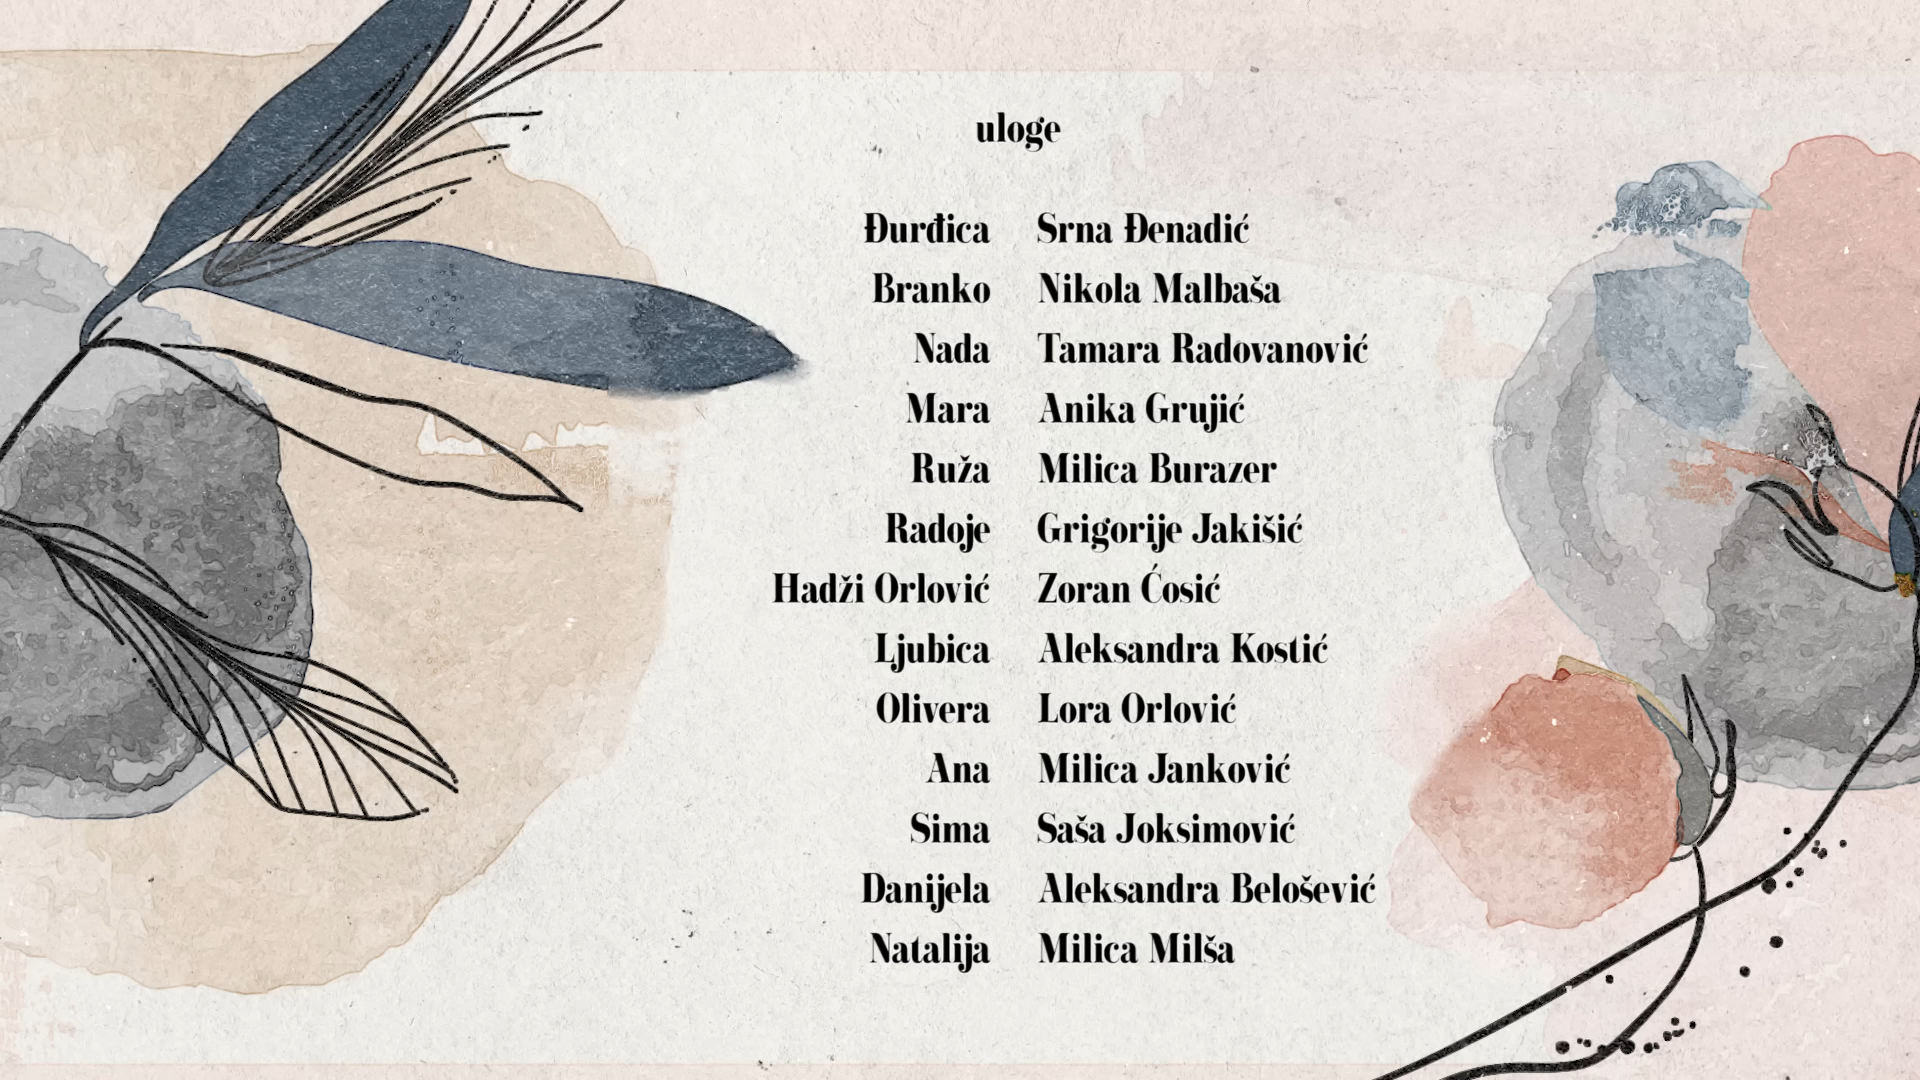 uloge
Đurđica Srna Đenadić
Branko Nikola Malbaša
Nada Tamara Radovanović
Mara Anika Grujić
Ruža Milica Burazer
Radoje Grigorije Jakišić
Hadži Orlović Zoran Ćosić
Ljubica Aleksandra Kostić
Olivera Lora Orlović
Ana Milica Janković
Sima Saša Joksimović
Danijela Aleksandra Belošević
Natalija Milica Milša